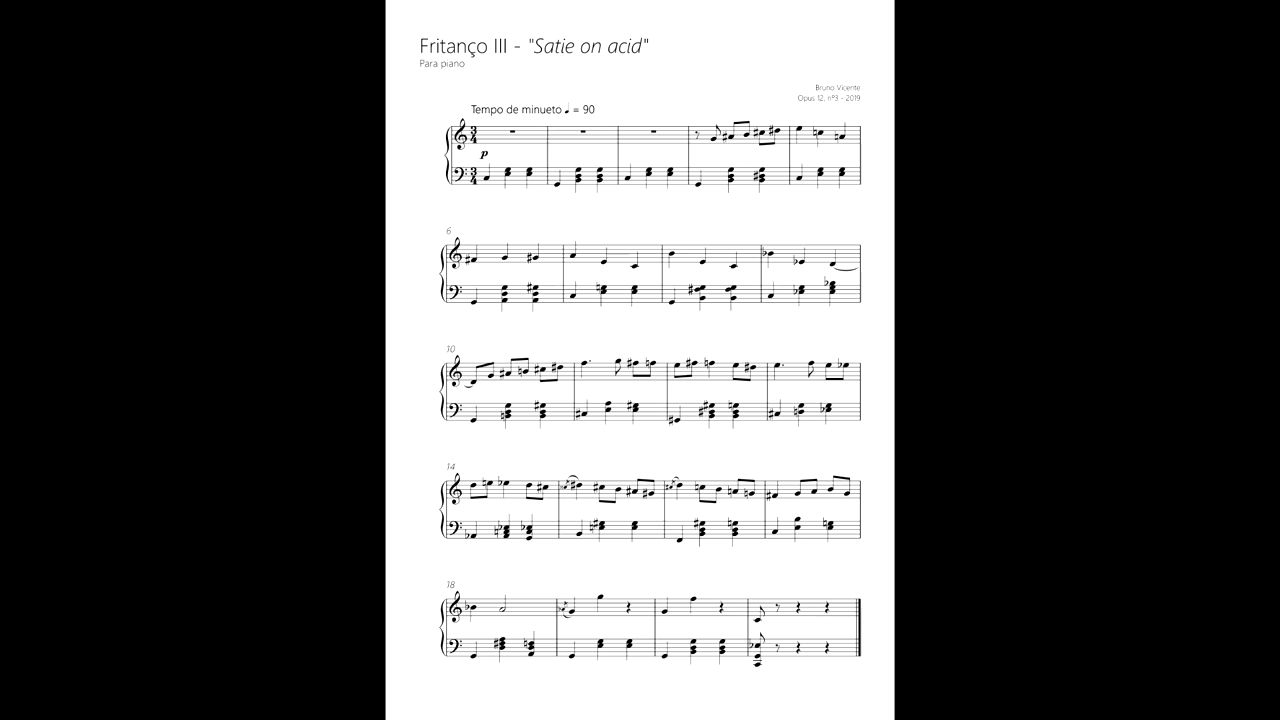 Fritanço III - "Satie on acid"
Para piano
Bruno Vicente
Opus 12, nº3 - 2019
Tempo de minueto ♩ = 90
p
6
10
14
18